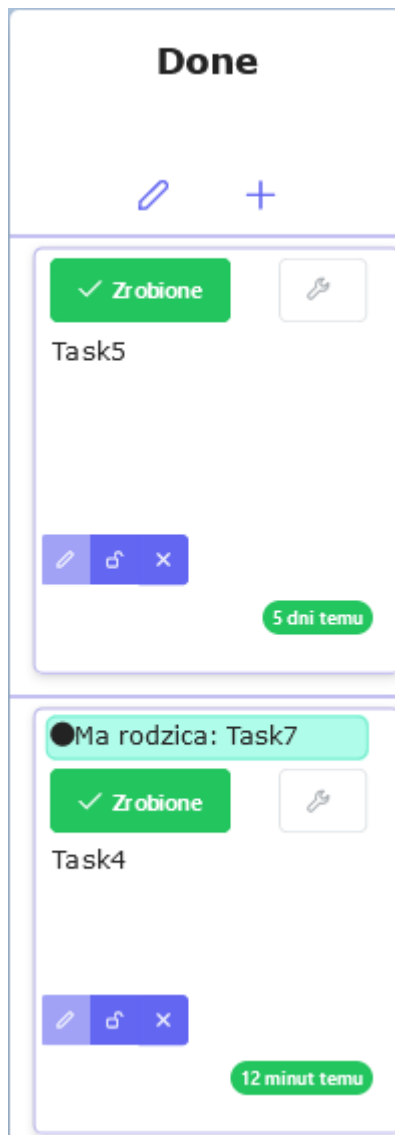 Done
Zrobione
Task5
5 dni temu
Ma rodzica: Task7
Zrobione
Task4
12 minut temu